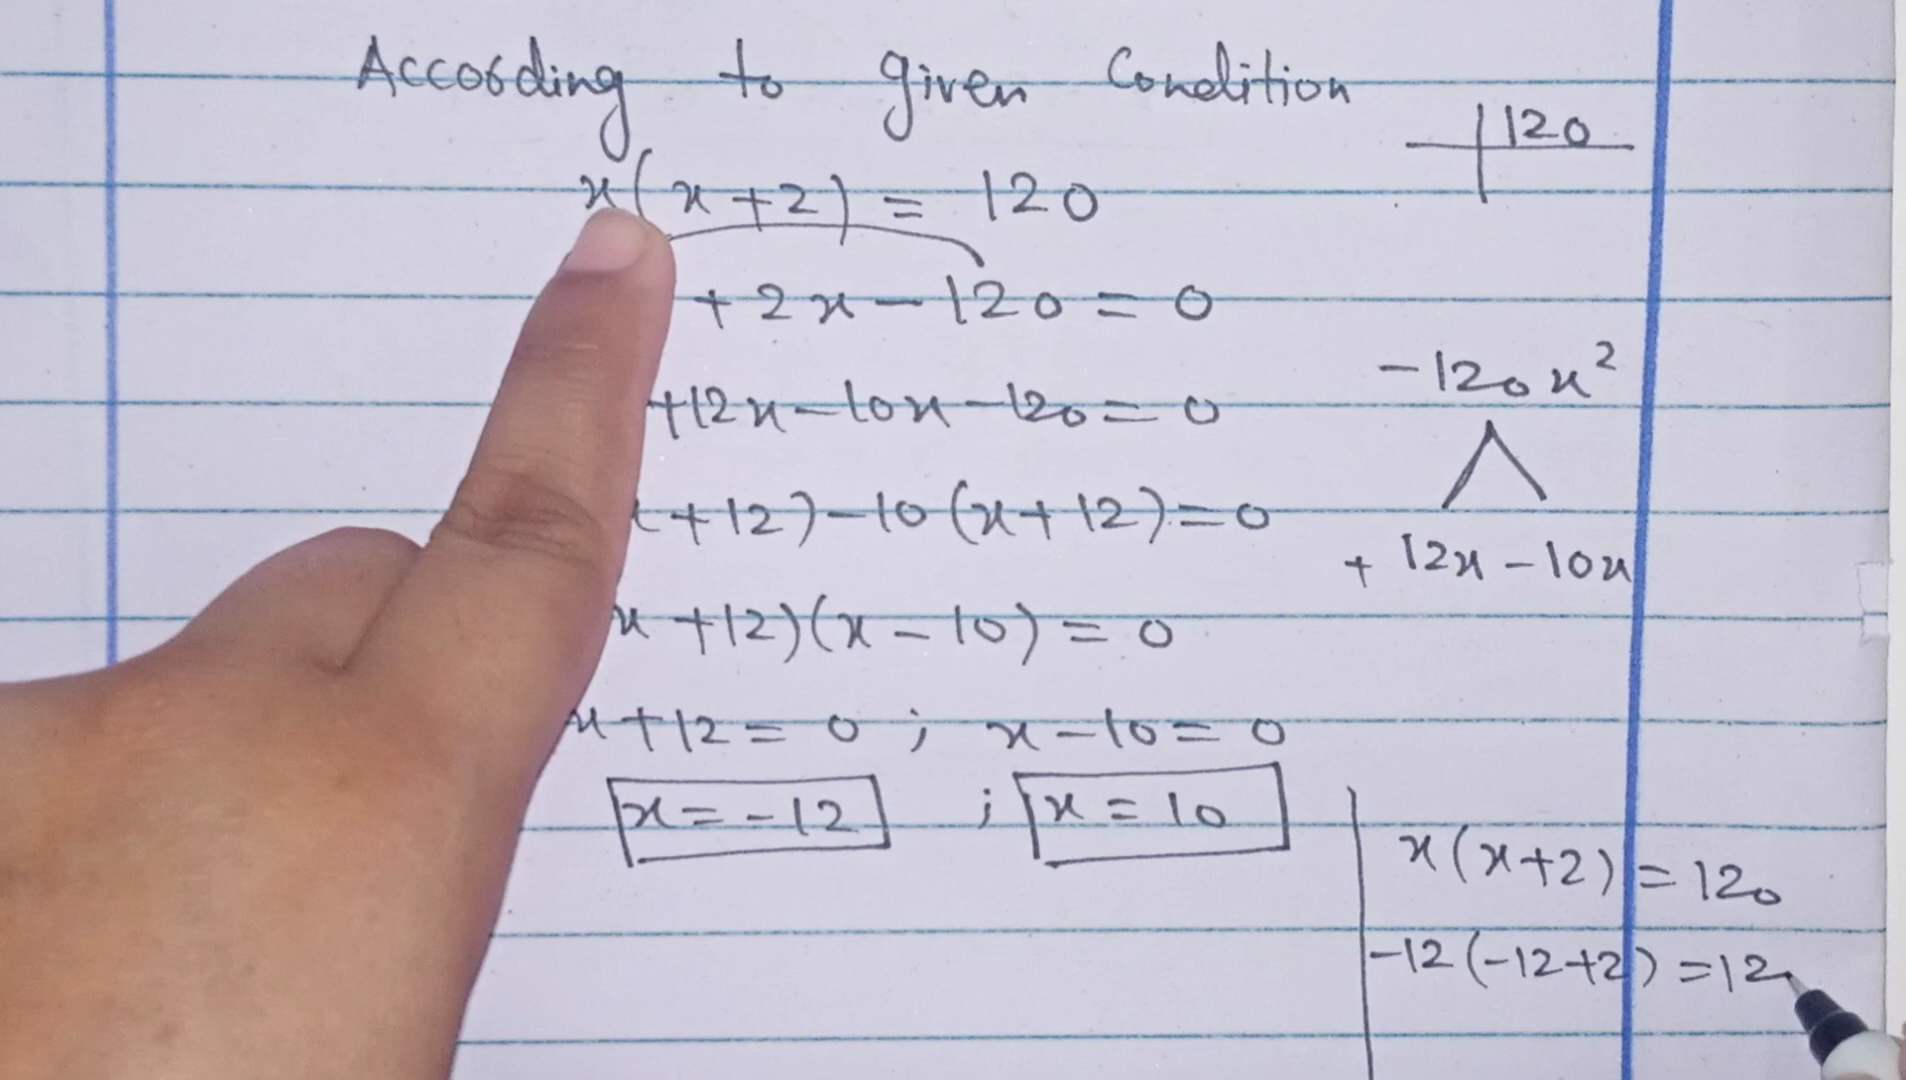 According to given Condition
120
x(x+2) = 120
+2x-120=0
-120x²
+12x-10x-120=0
+12)-10(x+12)=0
+12x-10x
x+12)(x-10)=0
x+12=0 ; x-10=0
x=-12 ; x=10
x(x+2)=120
-12(-12+2)=12